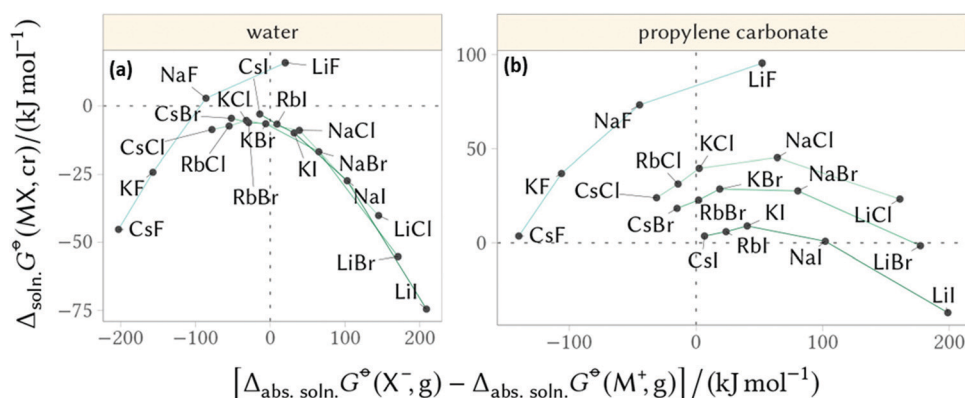 water
(a)
CsI
LiF
NaF
KCl
RbI
CsBr
CsCl
KBr
NaCl
RbCl
KI
NaBr
KF
RbBr
NaI
CsF
LiCl
LiBr
LiI
0
−25
−50
−75
−200 −100 0 100 200
Δsoln.G⦵(MX, cr)/(kJ mol⁻¹)
propylene carbonate
(b)
100
50
0
LiF
NaF
KCl
NaCl
RbCl
KF
KBr
NaBr
CsCl
CsBr
RbBr
KI
LiCl
CsF
CsI
RbI
NaI
LiBr
LiI
−100 0 100 200
[Δabs. soln.G⦵(X⁻, g) − Δabs. soln.G⦵(M⁺, g)]/(kJ mol⁻¹)